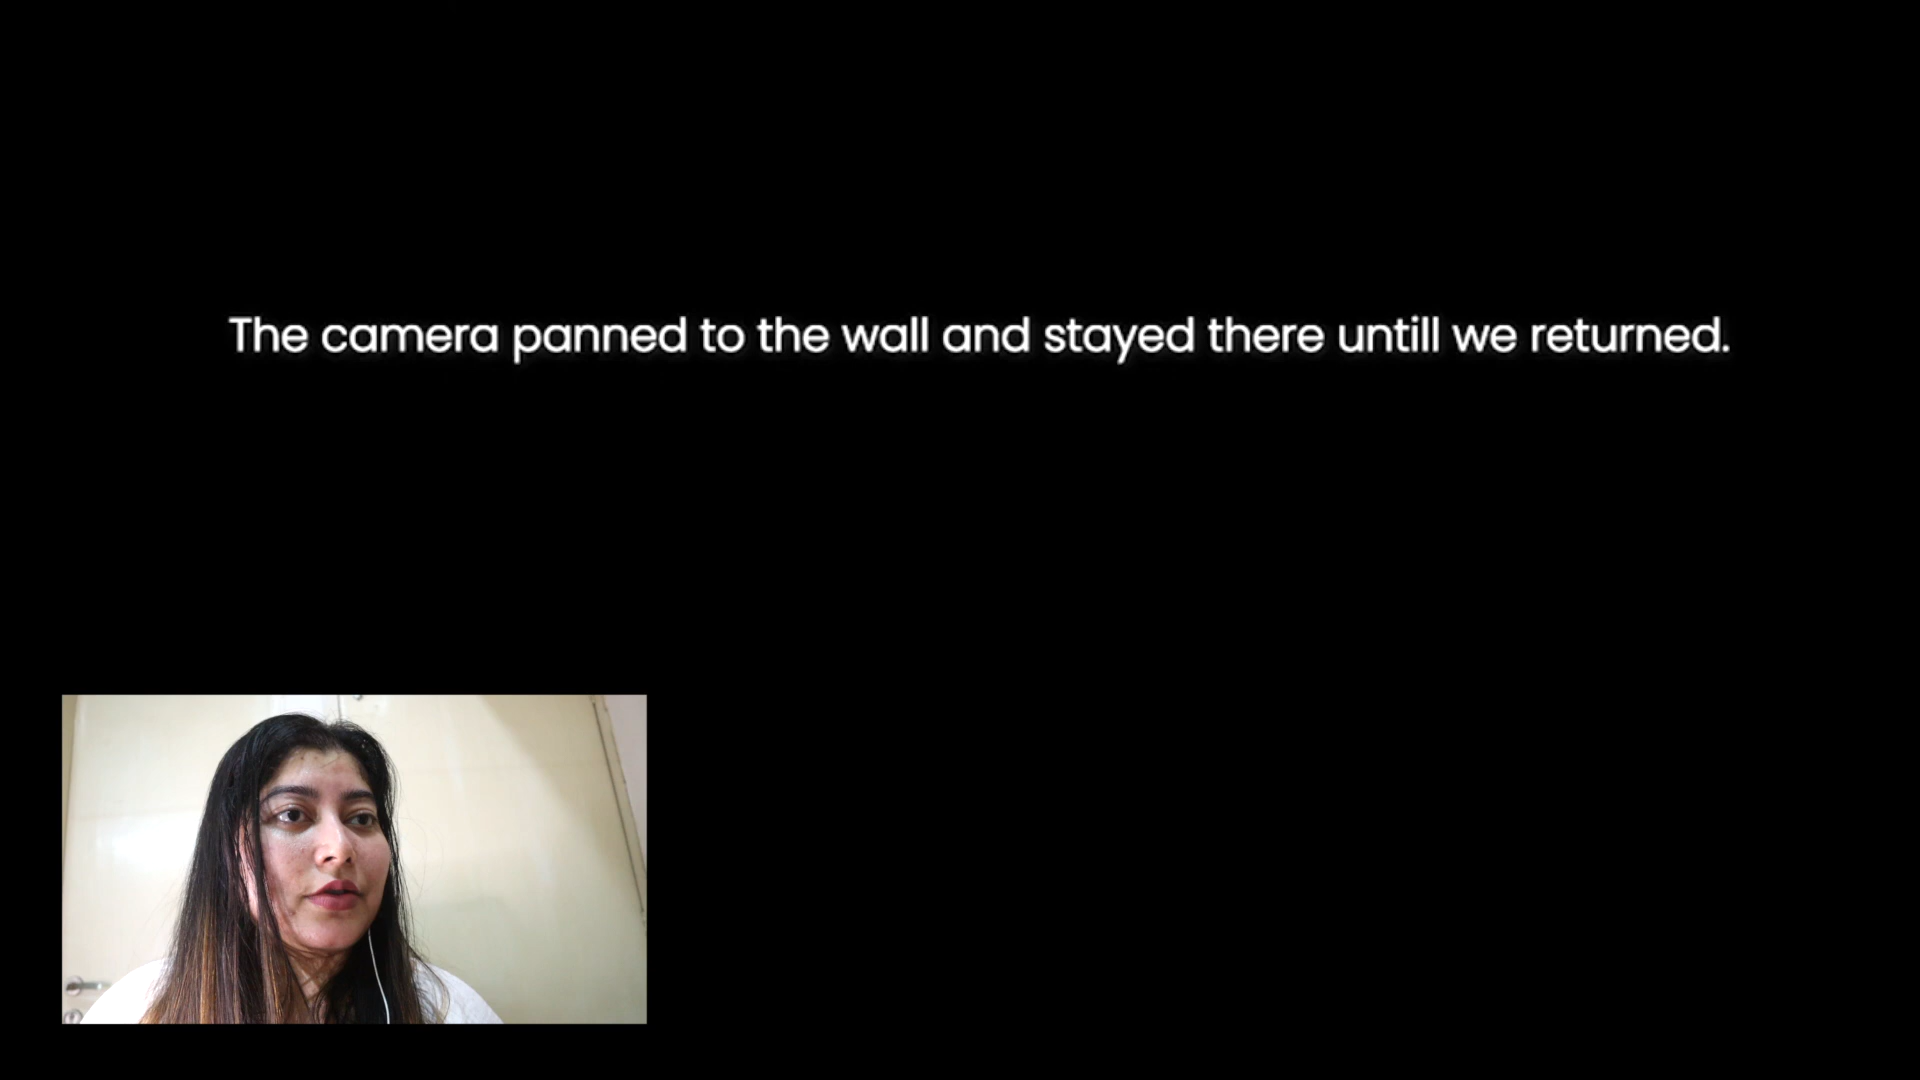 The camera panned to the wall and stayed there untill we returned.